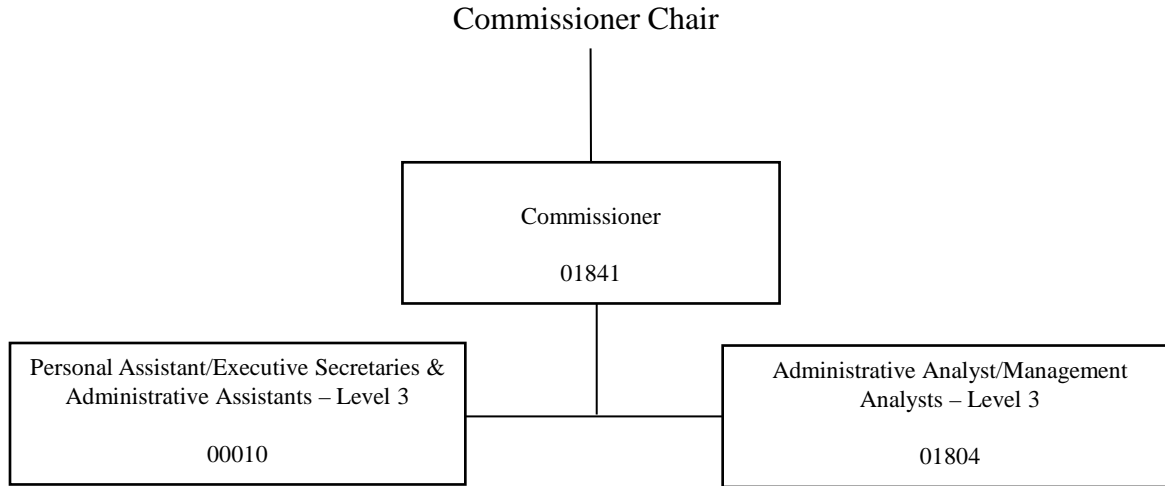 Commissioner Chair
Commissioner
01841
Personal Assistant/Executive Secretaries &
Administrative Assistants – Level 3
00010
Administrative Analyst/Management
Analysts – Level 3
01804